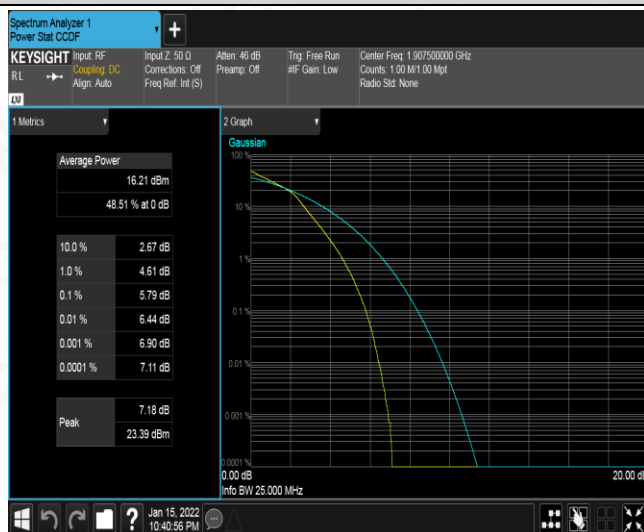 Spectrum Analyzer 1
Power Stat CCDF
+
KEYSIGHT
RL
LXI
Input: RF
Coupling: DC
Align: Auto
Input Z: 50 Ω
Corrections: Off
Freq Ref: Int (S)
Atten: 46 dB
Preamp: Off
Trig: Free Run
#IF Gain: Low
Center Freq: 1.907500000 GHz
Counts: 1.00 M/1.00 Mpt
Radio Std: None
1 Metrics
Average Power
16.21 dBm
48.51 % at 0 dB
10.0 % 2.67 dB
1.0 % 4.61 dB
0.1 % 5.79 dB
0.01 % 6.44 dB
0.001 % 6.90 dB
0.0001 % 7.11 dB
Peak
7.18 dB
23.39 dBm
2 Graph
Gaussian
100 %
10 %
1 %
0.1 %
0.01 %
0.001 %
0.0001 %
0.00 dB
20.00 dB
Info BW 25.000 MHz
?
Jan 15, 2022
10:40:56 PM